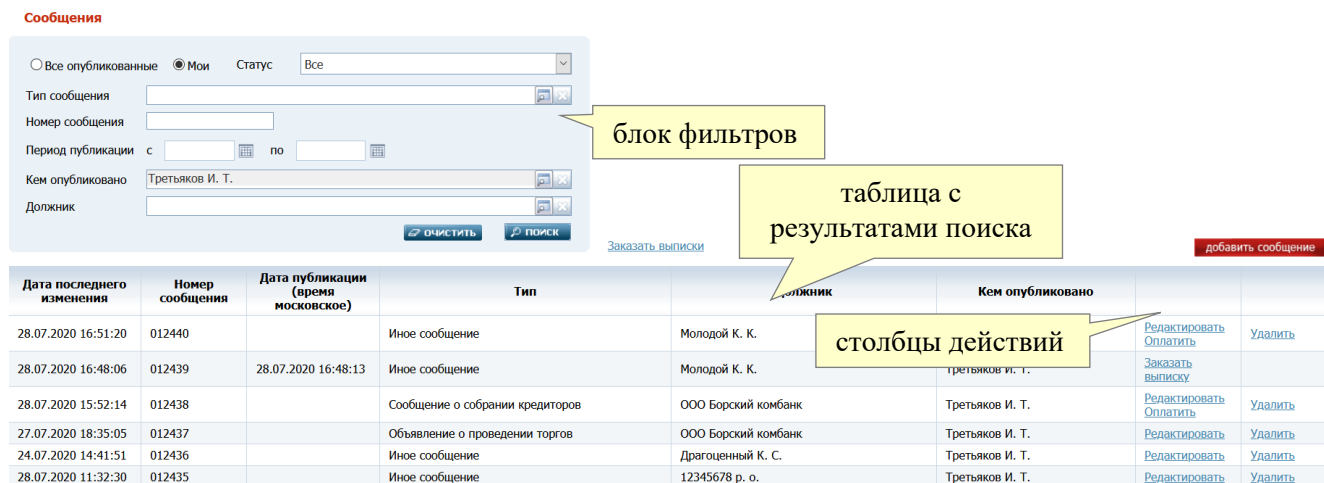 Сообщения
Все опубликованные Мои Статус Все
Тип сообщения
Номер сообщения
Период публикации с по
Кем опубликовано Третьяков И. Т.
Должник
очистить поиск
блок фильтров
таблица с
результатами поиска
Заказать выписки
добавить сообщение
Дата последнего изменения Номер сообщения Дата публикации (время московское) Тип Кем опубликовано
28.07.2020 16:51:20 012440 Иное сообщение Молодой К. К. Редактировать Оплатить Удалить
столбцы действий
28.07.2020 16:48:06 012439 28.07.2020 16:48:13 Иное сообщение Молодой К. К. Третьяков И. Т. Заказать выписку
28.07.2020 15:52:14 012438 Сообщение о собрании кредиторов ООО Борский комбанк Третьяков И. Т. Редактировать Оплатить Удалить
27.07.2020 18:35:05 012437 Объявление о проведении торгов ООО Борский комбанк Третьяков И. Т. Редактировать Удалить
24.07.2020 14:41:51 012436 Иное сообщение Драгоценный К. С. Третьяков И. Т. Редактировать Удалить
28.07.2020 11:32:30 012435 Иное сообщение 12345678 р. о. Третьяков И. Т. Редактировать Удалить